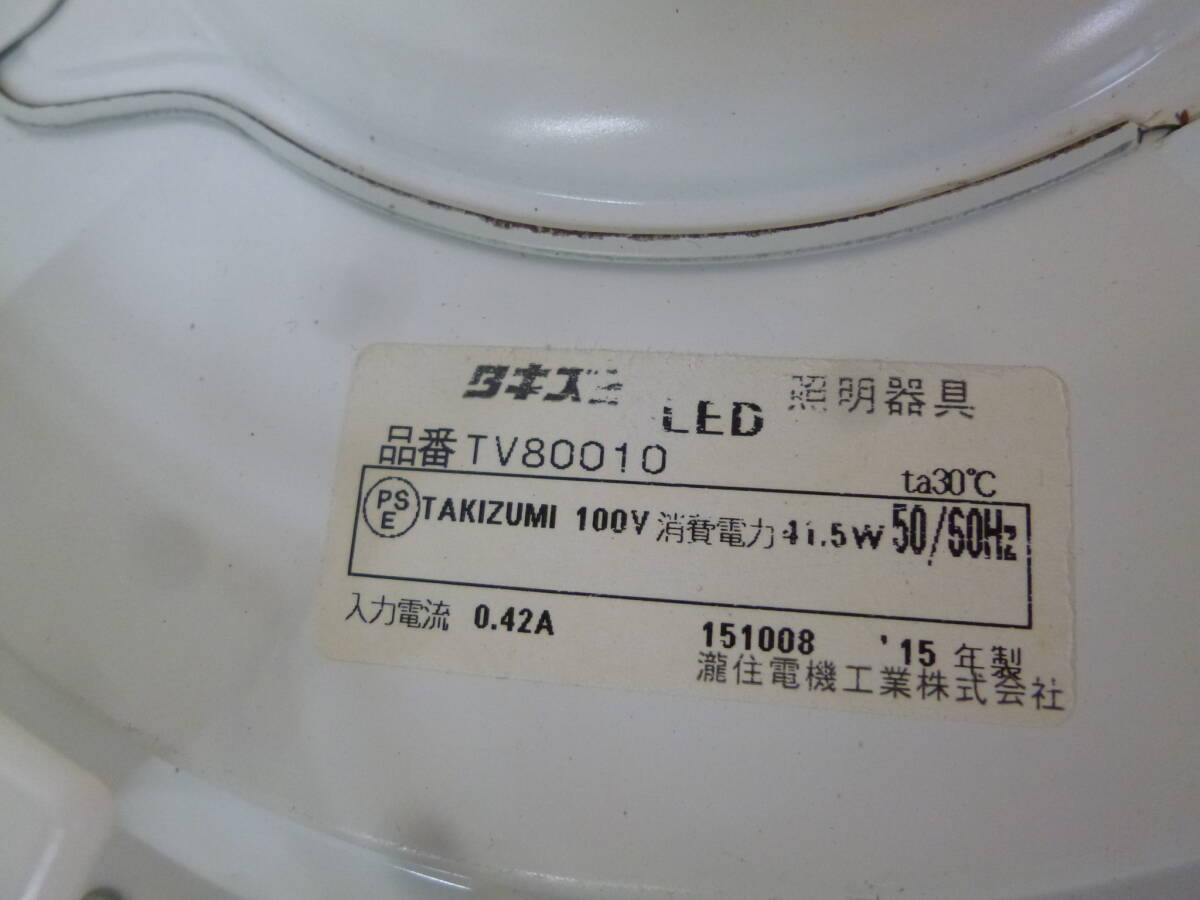 タキズミ LED 照明器具
品番 TV80010
ta30℃
PS E TAKIZUMI 100V 消費電力 41.5W 50/60Hz
入力電流 0.42A 151008 '15 年製
瀧住電機工業株式会社